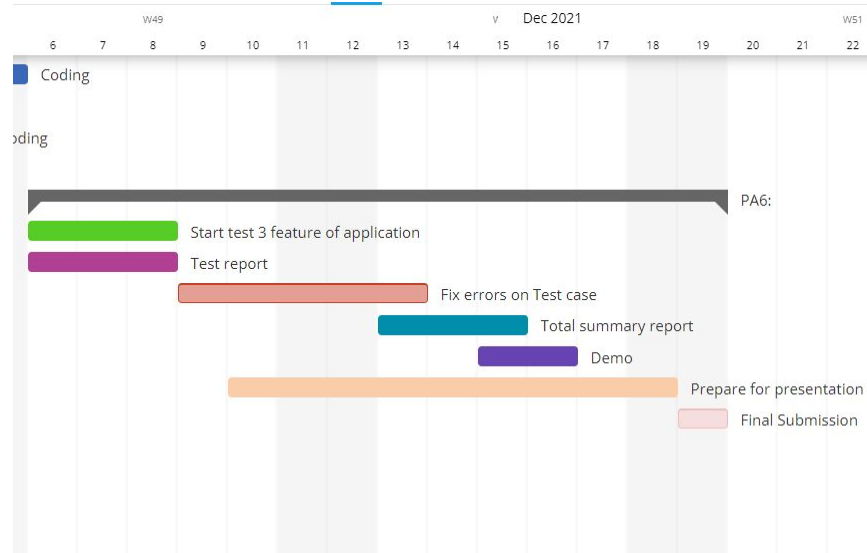 W49 V Dec 2021 W51
6 7 8 9 10 11 12 13 14 15 16 17 18 19 20 21 22
Coding
oding
PA6:
Start test 3 feature of application
Test report
Fix errors on Test case
Total summary report
Demo
Prepare for presentation
Final Submission